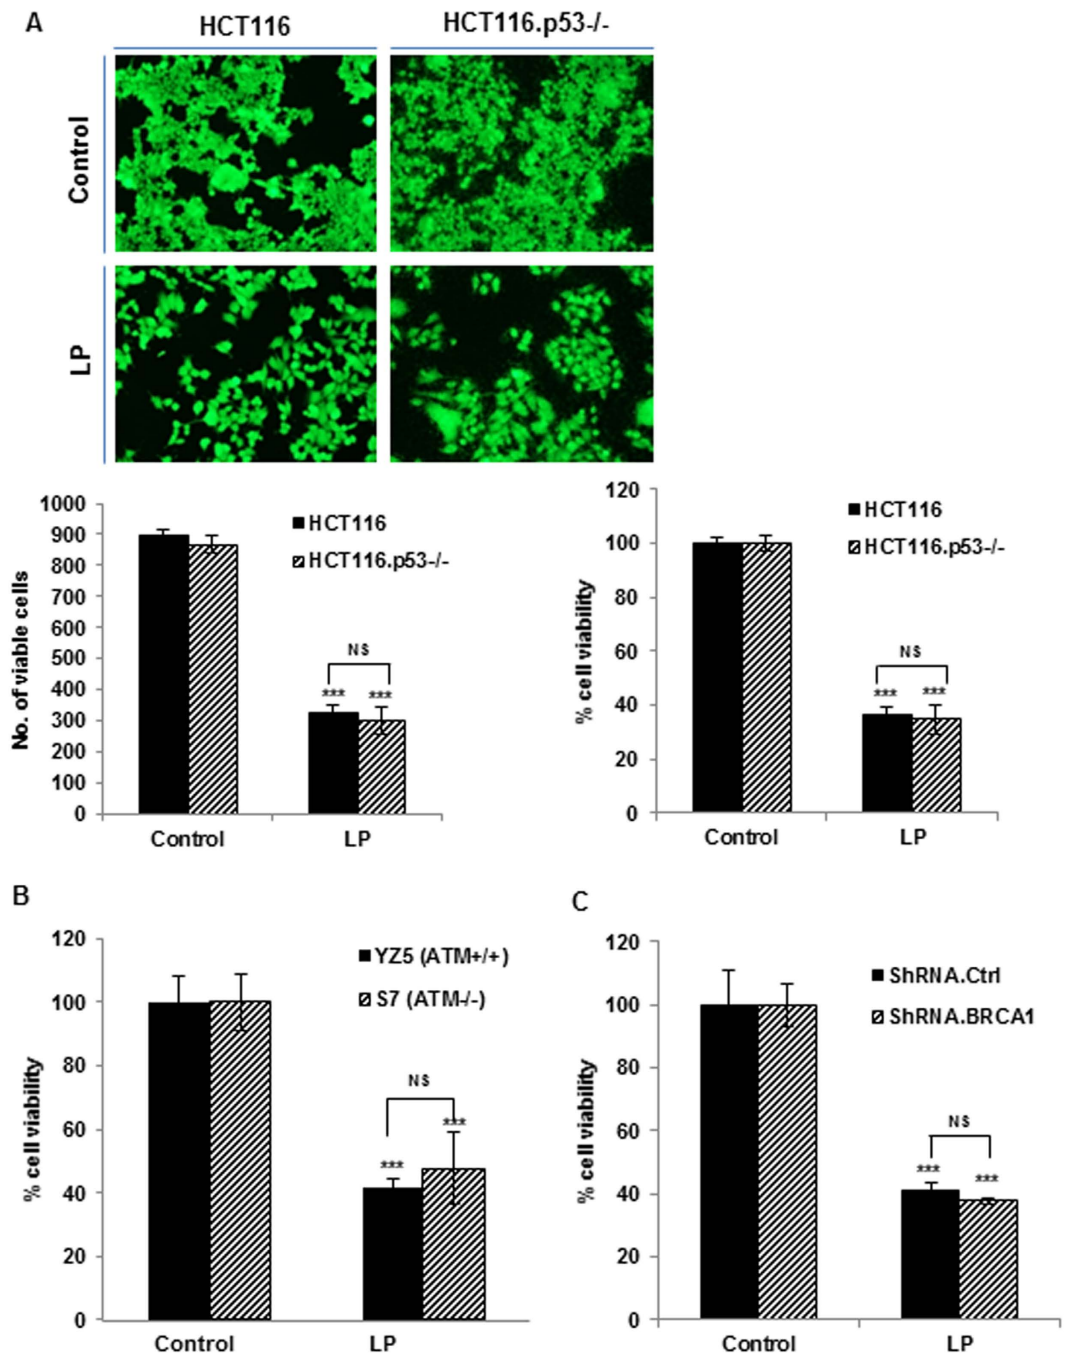 A
HCT116
HCT116.p53-/-
Control
LP
1000
900
800
700
600
500
400
300
200
100
0
No. of viable cells
HCT116
HCT116.p53-/-
NS
*** ***
Control LP
120
100
80
60
40
20
0
% cell viability
HCT116
HCT116.p53-/-
NS
*** ***
Control LP
B
120
100
80
60
40
20
0
% cell viability
YZ5 (ATM+/+)
S7 (ATM-/-)
NS
***
***
Control LP
C
120
100
80
60
40
20
0
% cell viability
ShRNA.Ctrl
ShRNA.BRCA1
NS
***
***
Control LP